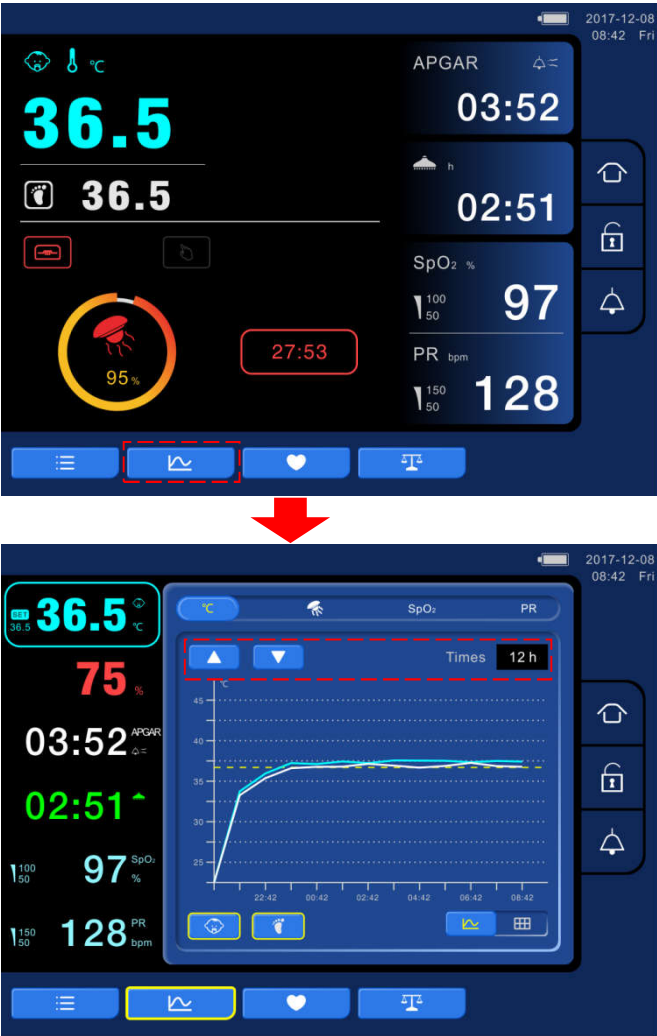 2017-12-08
08:42 Fri
℃
36.5
36.5
95%
27:53
APGAR
03:52
h
02:51
SpO₂ %
100
50
97
PR bpm
150
50
128
2017-12-08
08:42 Fri
SET
36.5
36.5
℃
75 %
03:52 APGAR
02:51
100
50
97 SpO₂
%
150
50
128 PR
bpm
℃ SpO₂ PR
Times 12 h
℃
45
40
35
30
25
22:42 00:42 02:42 04:42 06:42 08:42